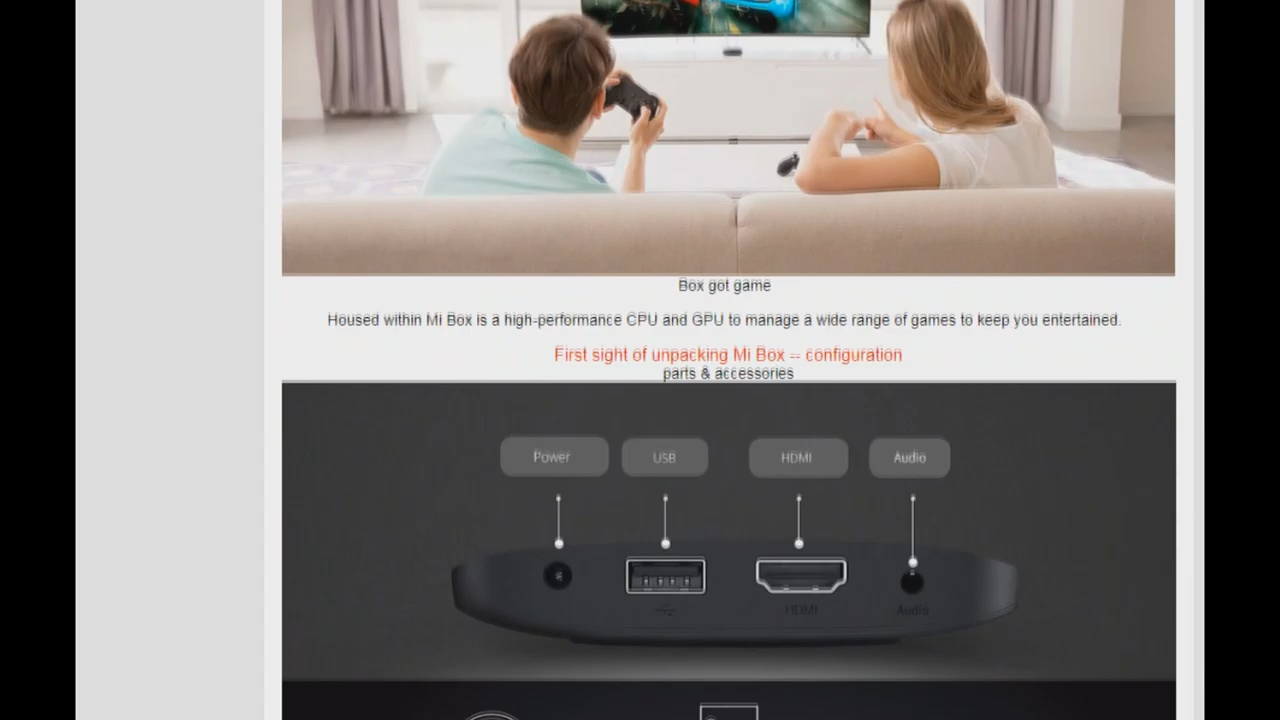 Box got game
Housed within Mi Box is a high-performance CPU and GPU to manage a wide range of games to keep you entertained.
First sight of unpacking Mi Box -- configuration
parts & accessories
Power USB HDMI Audio
HDMI Audio